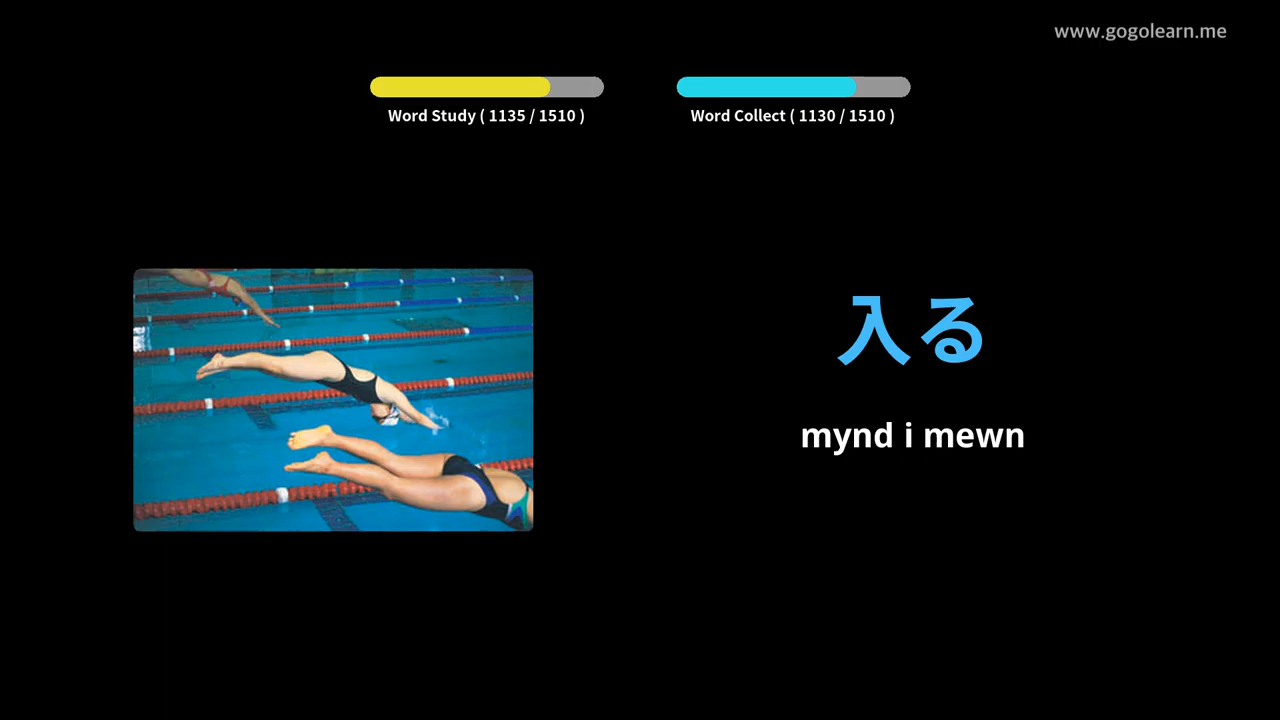 www.gogolearn.me
Word Study ( 1135 / 1510 )
Word Collect ( 1130 / 1510 )
入る
mynd i mewn